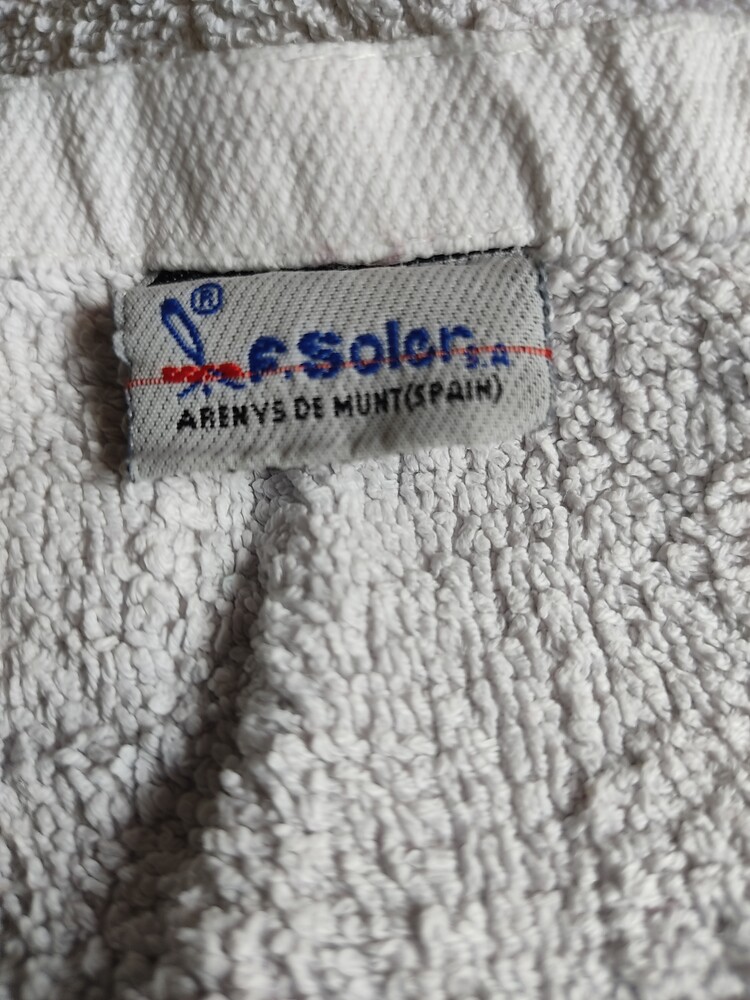 ®
F.Soler S.A
ARENYS DE MUNT(SPAIN)